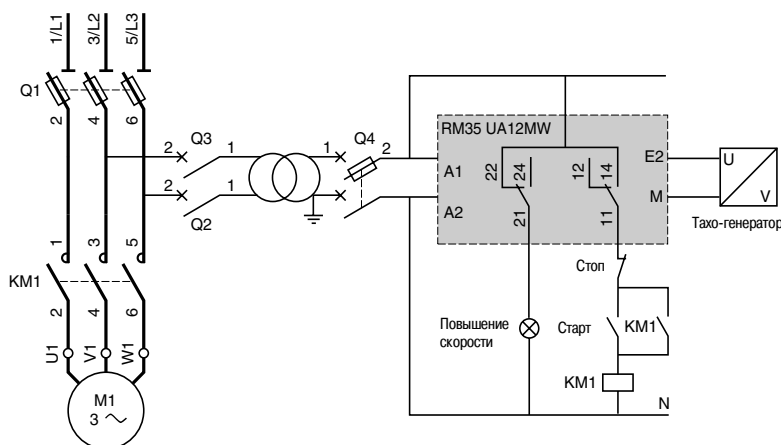 1/L1
3/L2
5/L3
Q1
2
4
6
2
Q3
1
1
Q4
2
2
1
Q2
RM35 UA12MW
A1
A2
22
24
21
12
14
11
E2
M
U
V
Тахо-генератор
Стоп
1
3
5
KM1
2
4
6
Повышение
скорости
Старт
KM1
KM1
N
U1
V1
W1
M1
3